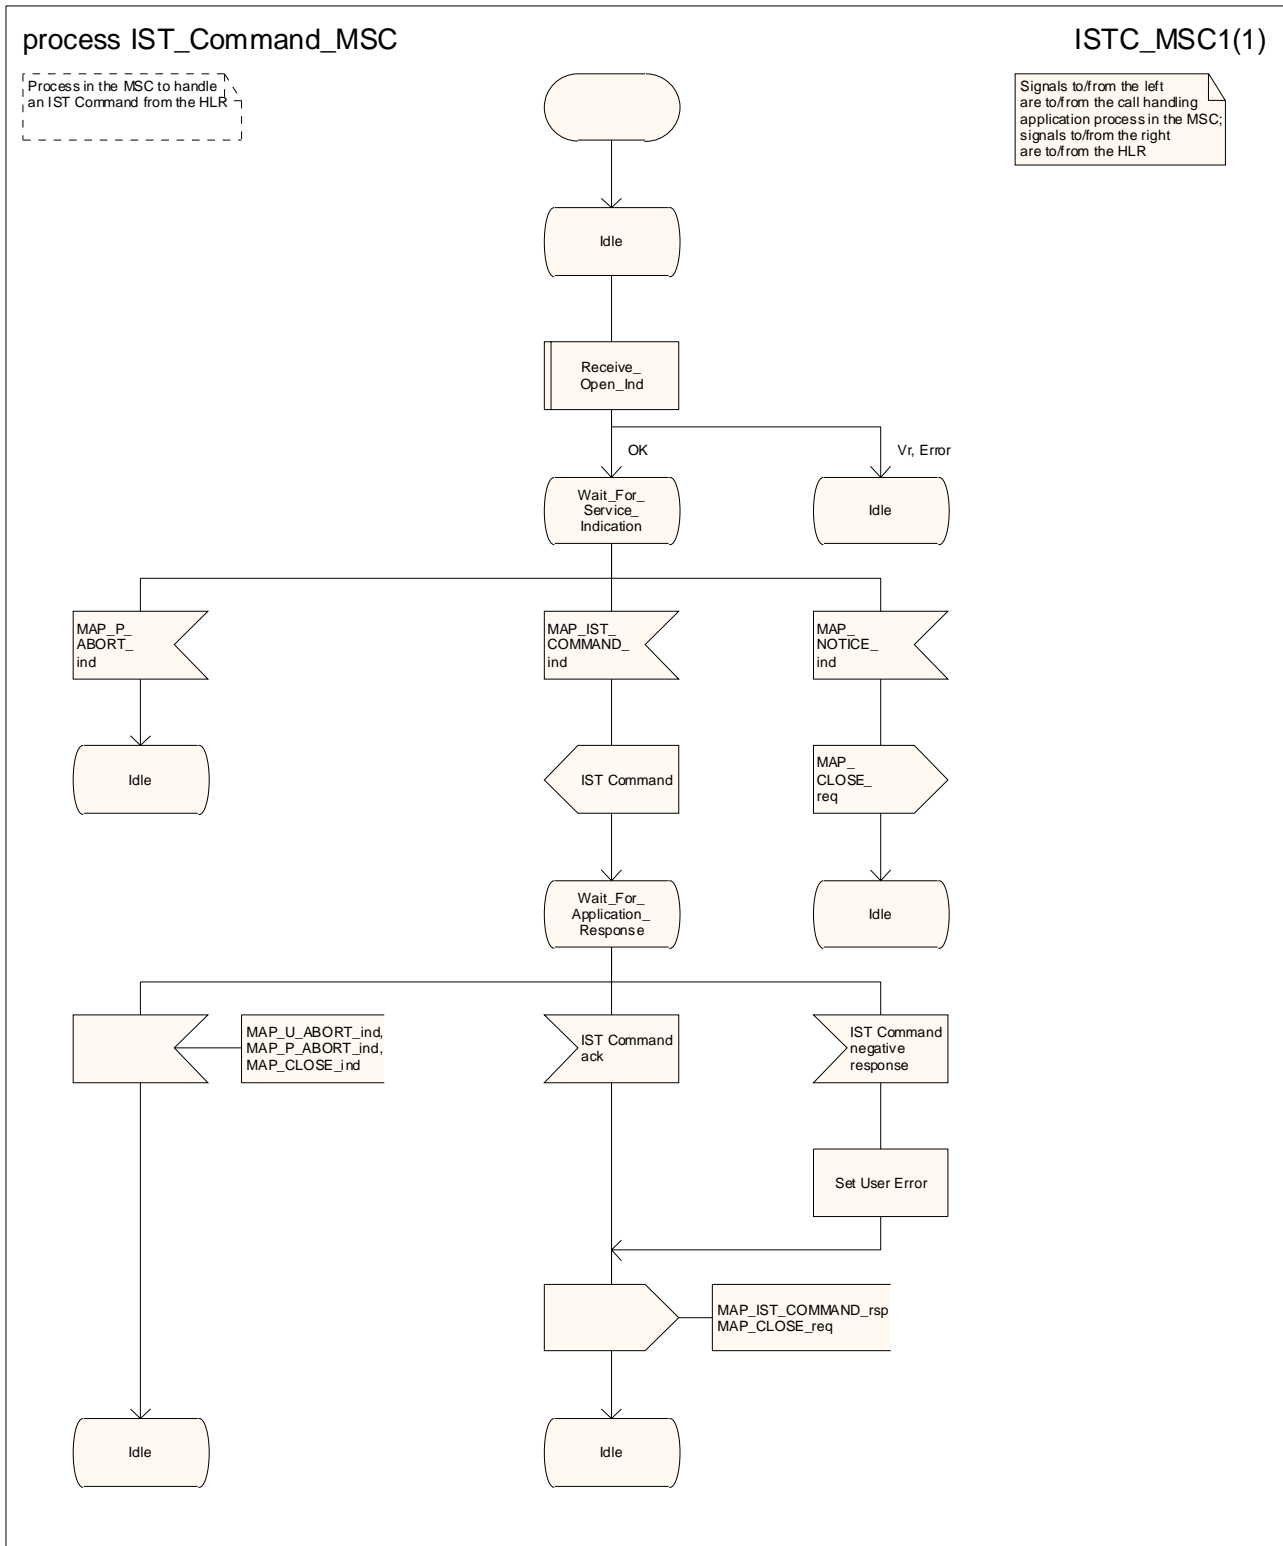 process IST_Command_MSC
ISTC_MSC1(1)
Process in the MSC to handle
an IST Command from the HLR
Signals to/from the left
are to/from the call handling
application process in the MSC;
signals to/from the right
are to/from the HLR
Idle
Receive_
Open_Ind
OK
Vr, Error
Wait_For_
Service_
Indication
Idle
MAP_P_
ABORT_
ind
MAP_IST_
COMMAND_
ind
MAP_
NOTICE_
ind
Idle
IST Command
MAP_
CLOSE_
req
Wait_For_
Application_
Response
Idle
MAP_U_ABORT_ind,
MAP_P_ABORT_ind,
MAP_CLOSE_ind
IST Command
ack
IST Command
negative
response
Set User Error
MAP_IST_COMMAND_rsp
MAP_CLOSE_req
Idle
Idle